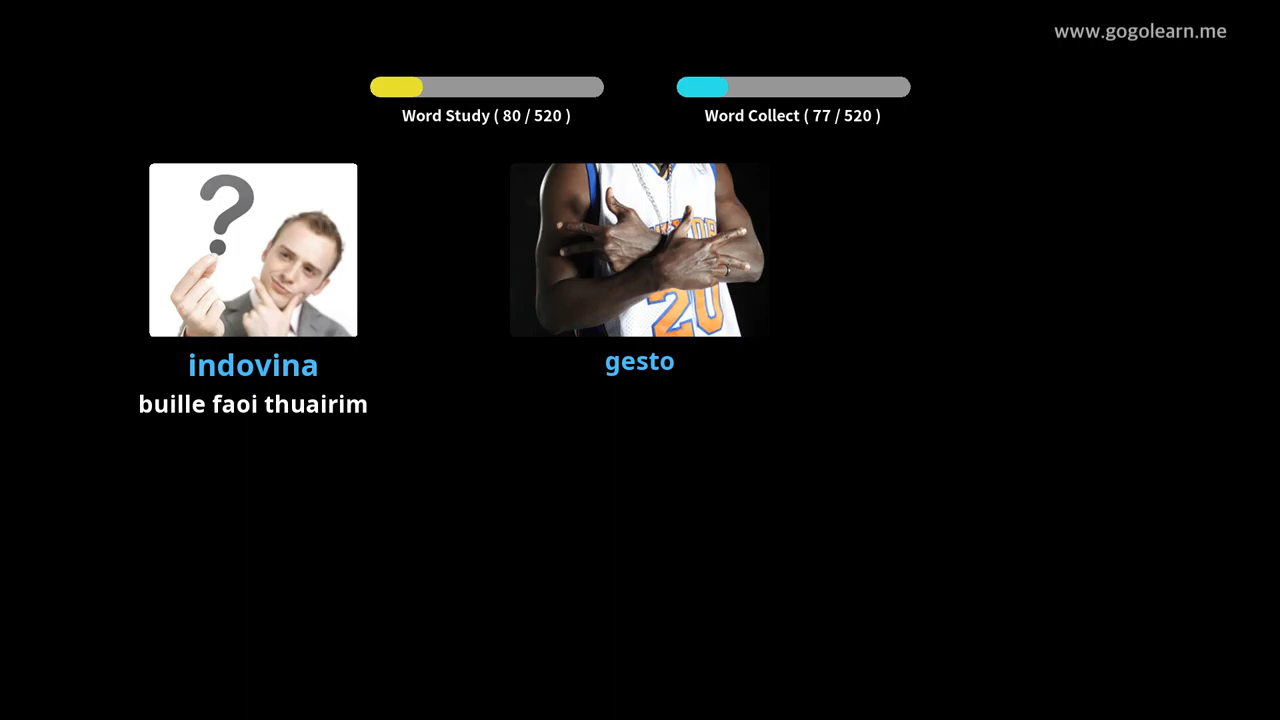 www.gogolearn.me
Word Study ( 80 / 520 )
Word Collect ( 77 / 520 )
20
indovina
gesto
buille faoi thuairim